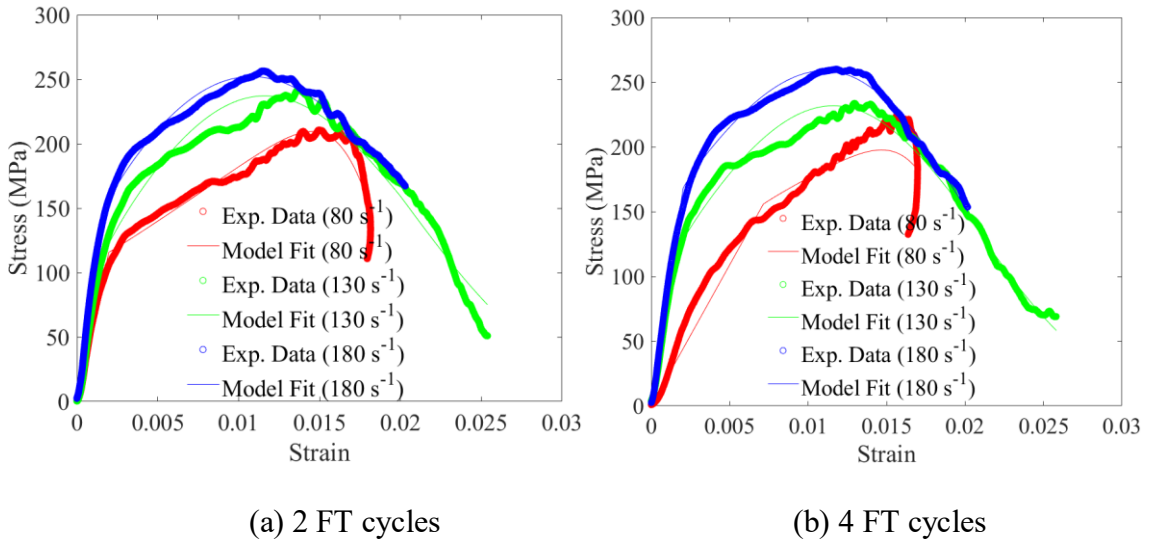 300
250
200
150
100
50
0
Stress (MPa)
Exp. Data (80 s-1)
Model Fit (80 s-1)
Exp. Data (130 s-1)
Model Fit (130 s-1)
Exp. Data (180 s-1)
Model Fit (180 s-1)
0 0.005 0.01 0.015 0.02 0.025 0.03
Strain
(a) 2 FT cycles
300
250
200
150
100
50
0
Stress (MPa)
Exp. Data (80 s-1)
Model Fit (80 s-1)
Exp. Data (130 s-1)
Model Fit (130 s-1)
Exp. Data (180 s-1)
Model Fit (180 s-1)
0 0.005 0.01 0.015 0.02 0.025 0.03
Strain
(b) 4 FT cycles